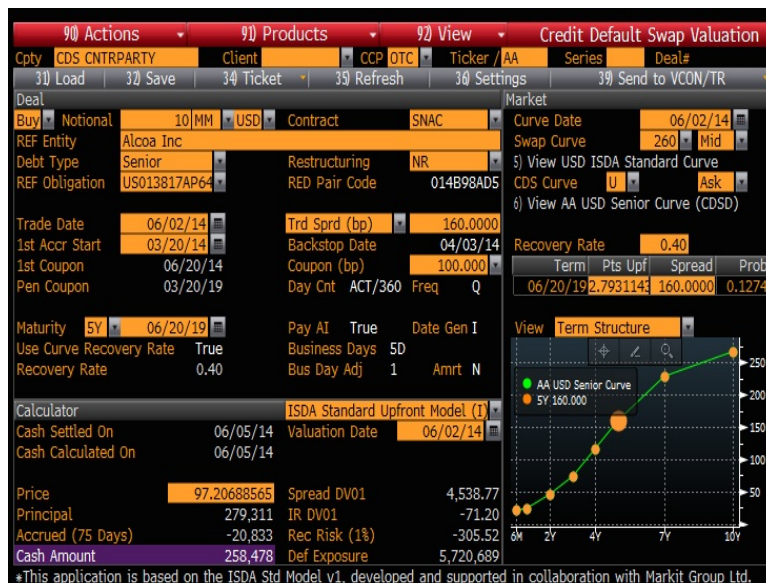 90) Actions 91) Products 92) View Credit Default Swap Valuation
Cpty CDS CNTRPARTY Client CCP OTC Ticker / AA Series Deal#
31) Load 32) Save 34) Ticket 35) Refresh 36) Settings 39) Send to VCON/TR
Deal Market
Buy Notional 10 MM USD Contract SNAC Curve Date 06/02/14
REF Entity Alcoa Inc Swap Curve 260 Mid
Debt Type Senior Restructuring NR 5) View USD ISDA Standard Curve
REF Obligation US013817AP64 RED Pair Code 014B98AD5 CDS Curve U Ask
6) View AA USD Senior Curve (CDSD)
Trade Date 06/02/14 Trd Sprd (bp) 160.0000
1st Accr Start 03/20/14 Backstop Date 04/03/14 Recovery Rate 0.40
1st Coupon 06/20/14 Coupon (bp) 100.000 Term Pts Upf Spread Prob
Pen Coupon 03/20/19 Day Cnt ACT/360 Freq Q 06/20/19 2.7931143 160.0000 0.1274
Maturity 5Y 06/20/19 Pay AI True Date Gen I View Term Structure
Use Curve Recovery Rate True Business Days 5D
Recovery Rate 0.40 Bus Day Adj 1 Amrt N
AA USD Senior Curve
5Y 160.000
250
200
150
100
50
6M 2Y 4Y 7Y 10Y
Calculator ISDA Standard Upfront Model (I)
Cash Settled On 06/05/14 Valuation Date 06/02/14
Cash Calculated On 06/05/14
Price 97.20688565 Spread DV01 4,538.77
Principal 279,311 IR DV01 -71.20
Accrued (75 Days) -20,833 Rec Risk (1%) -305.52
Cash Amount 258,478 Def Exposure 5,720,689
*This application is based on the ISDA Std Model v1, developed and supported in collaboration with Markit Group Ltd.